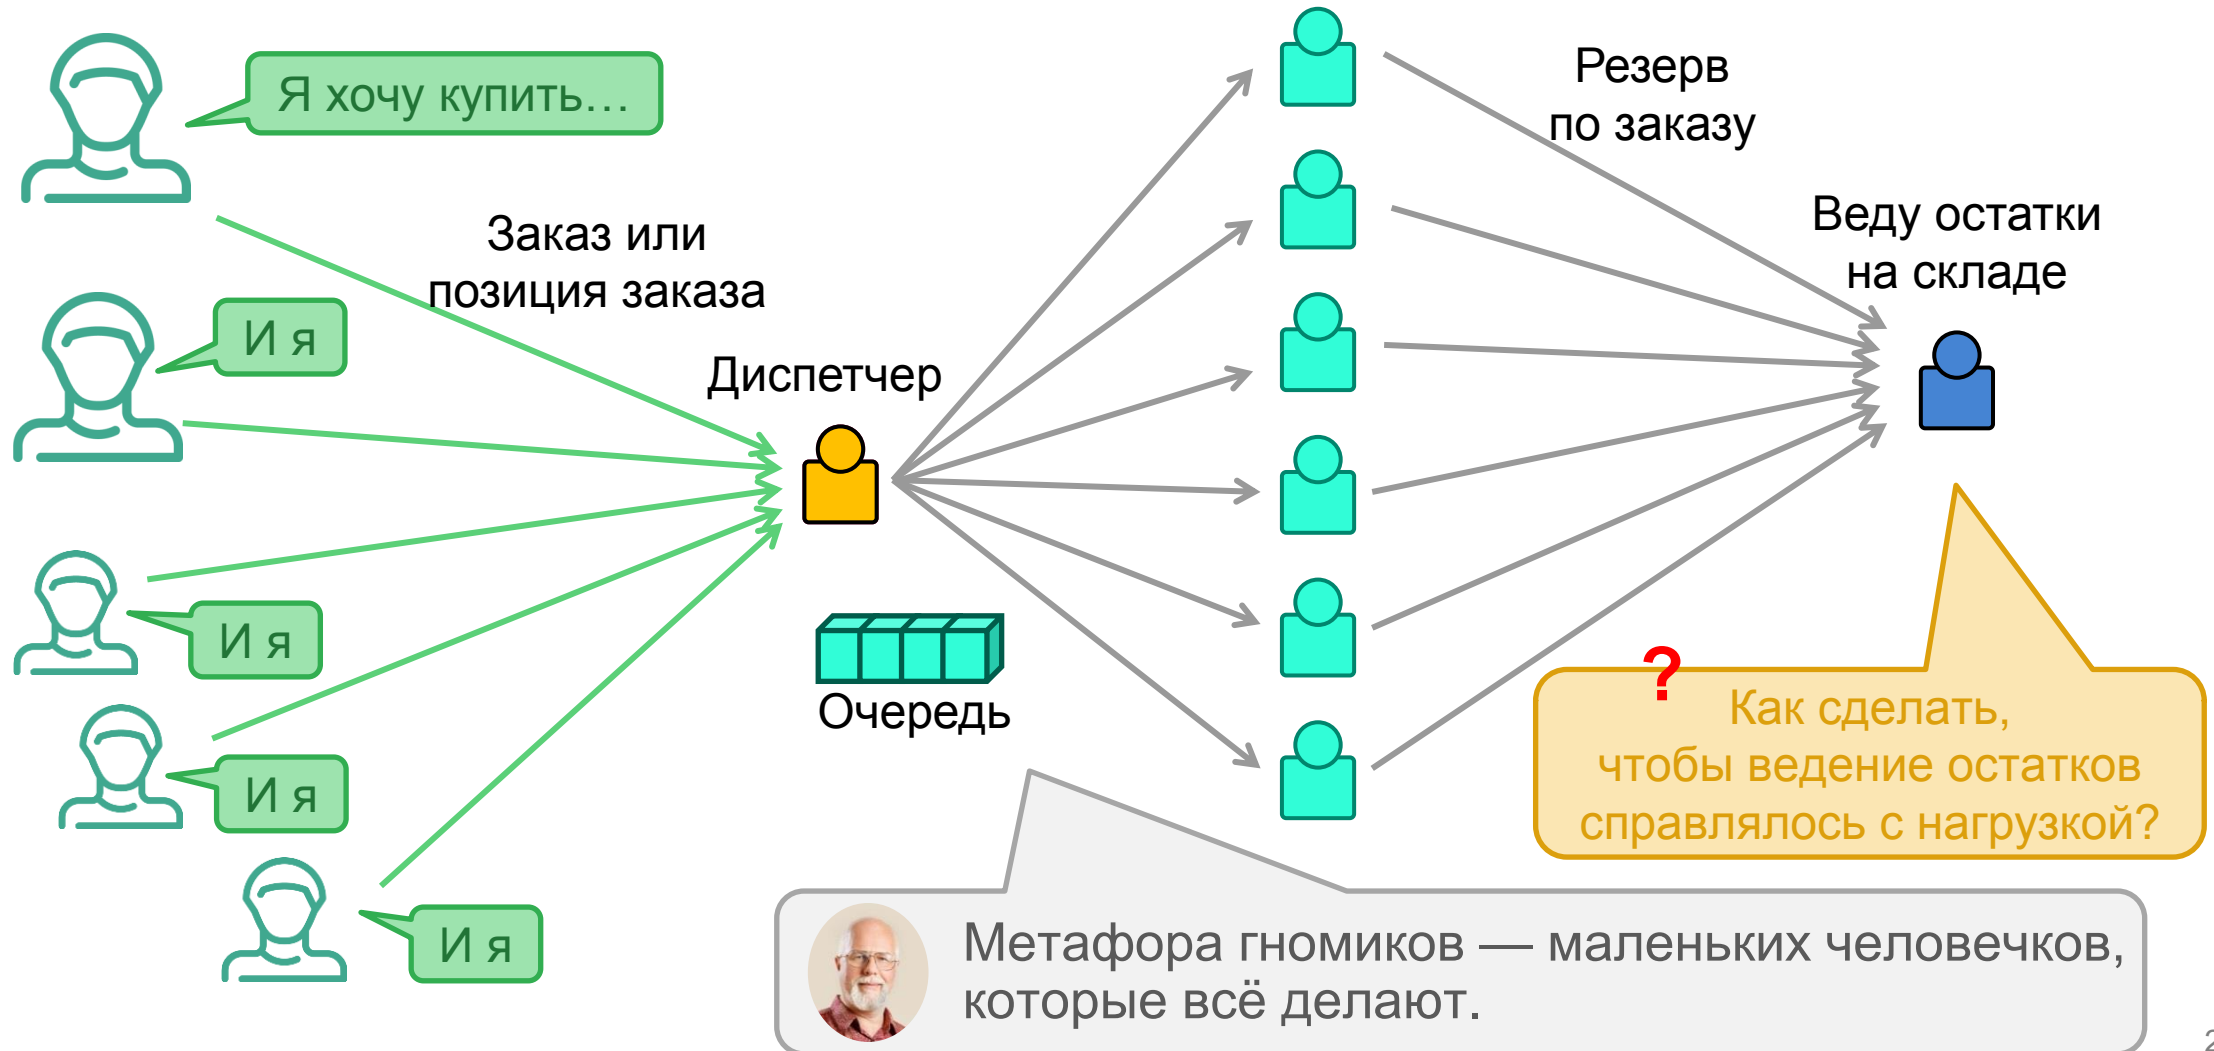 Я хочу купить…
И я
И я
И я
И я
Заказ или
позиция заказа
Диспетчер
Очередь
Резерв
по заказу
Веду остатки
на складе
?
Как сделать,
чтобы ведение остатков
справлялось с нагрузкой?
Метафора гномиков — маленьких человечков,
которые всё делают.